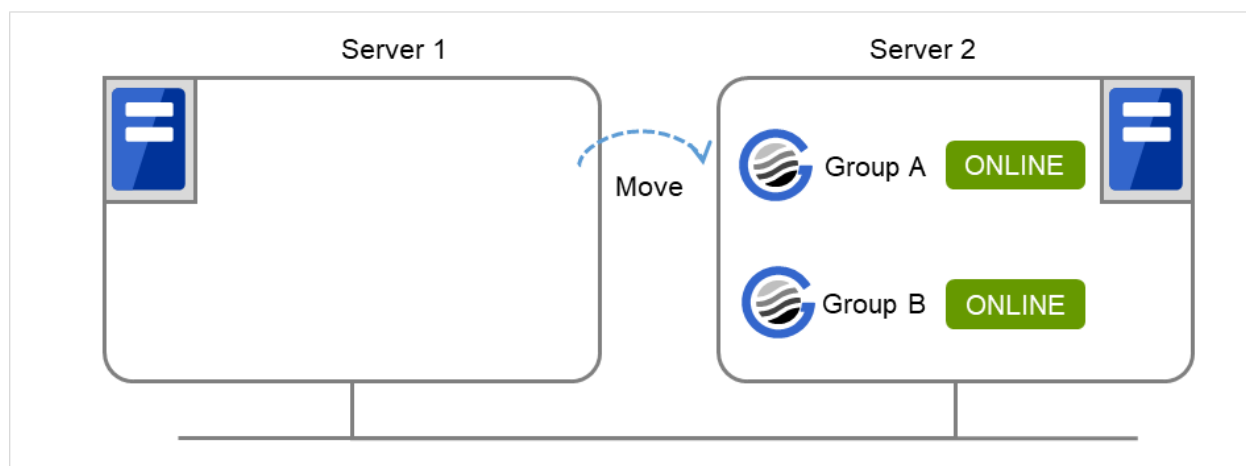 Server 1
Server 2
Move
Group A ONLINE
Group B ONLINE